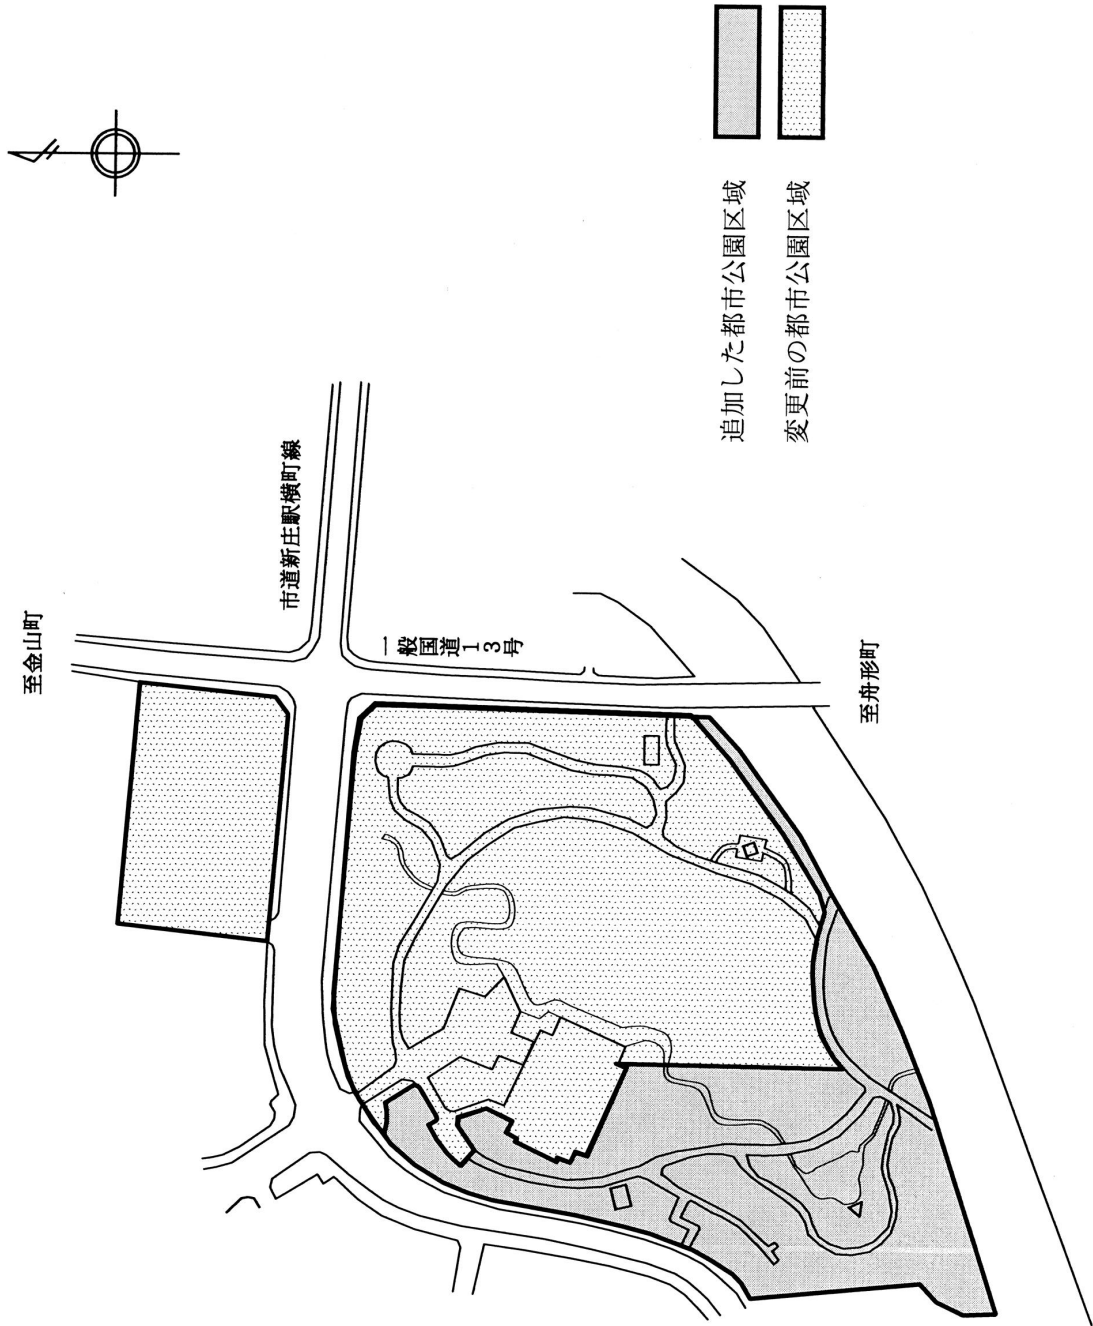 至金山町
市道新庄駅横町線
一般国道13号
至舟形町
追加した都市公園区域
変更前の都市公園区域